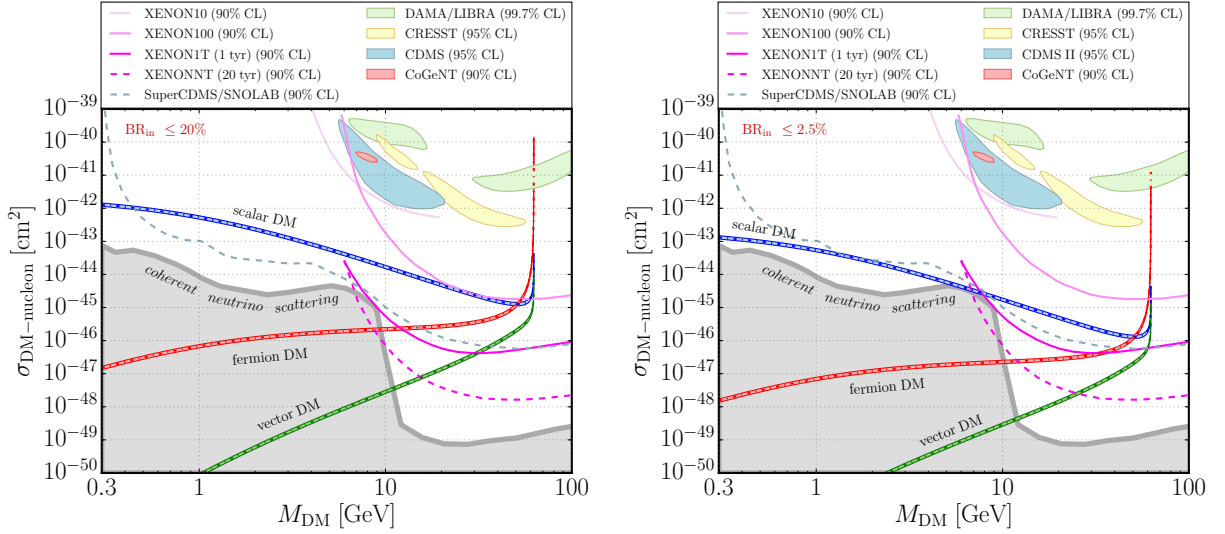 XENON10 (90% CL)
XENON100 (90% CL)
XENON1T (1 tyr) (90% CL)
XENONNT (20 tyr) (90% CL)
SuperCDMS/SNOLAB (90% CL)
DAMA/LIBRA (99.7% CL)
CRESST (95% CL)
CDMS (95% CL)
CoGeNT (90% CL)
BR_in ≤ 20%
10^−39
10^−40
10^−41
10^−42
10^−43
10^−44
10^−45
10^−46
10^−47
10^−48
10^−49
10^−50
σ_DM−nucleon [cm^2]
scalar DM
coherent neutrino scattering
fermion DM
vector DM
0.3
1
10
100
M_DM [GeV]
XENON10 (90% CL)
XENON100 (90% CL)
XENON1T (1 tyr) (90% CL)
XENONNT (20 tyr) (90% CL)
SuperCDMS/SNOLAB (90% CL)
DAMA/LIBRA (99.7% CL)
CRESST (95% CL)
CDMS II (95% CL)
CoGeNT (90% CL)
BR_in ≤ 2.5%
10^−39
10^−40
10^−41
10^−42
10^−43
10^−44
10^−45
10^−46
10^−47
10^−48
10^−49
10^−50
σ_DM−nucleon [cm^2]
scalar DM
coherent neutrino scattering
fermion DM
vector DM
0.3
1
10
100
M_DM [GeV]